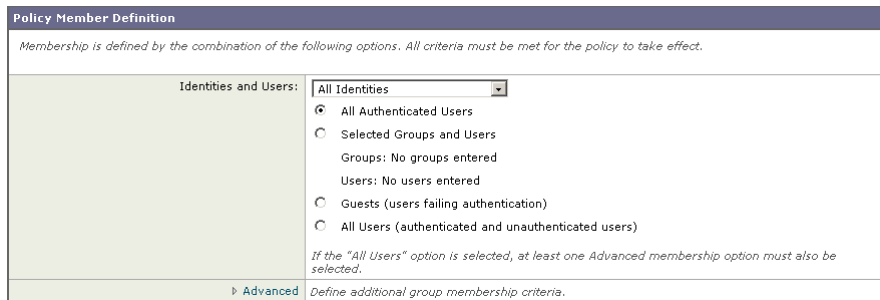 Policy Member Definition
Membership is defined by the combination of the following options. All criteria must be met for the policy to take effect.
Identities and Users:
All Identities
All Authenticated Users
Selected Groups and Users
Groups: No groups entered
Users: No users entered
Guests (users failing authentication)
All Users (authenticated and unauthenticated users)
If the "All Users" option is selected, at least one Advanced membership option must also be
selected.
Advanced
Define additional group membership criteria.